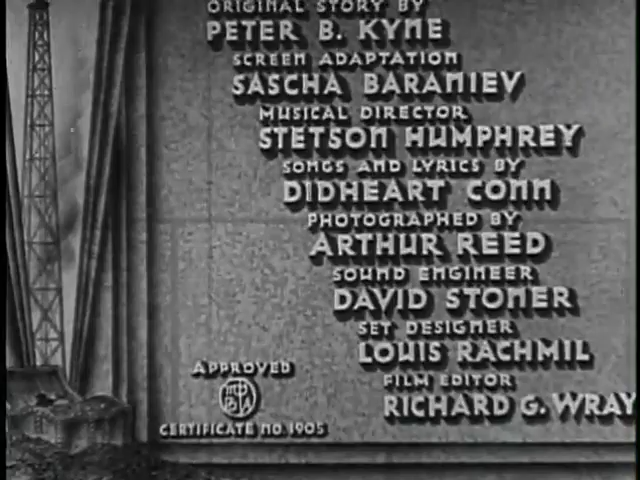 ORIGINAL STORY BY
PETER B. KYNE
SCREEN ADAPTATION
SASCHA BARANIEV
MUSICAL DIRECTOR
STETSON HUMPHREY
SONGS AND LYRICS BY
DIDHEART CONN
PHOTOGRAPHED BY
ARTHUR REED
SOUND ENGINEER
DAVID STONER
SET DESIGNER
LOUIS RACHMIL
FILM EDITOR
RICHARD G. WRAY
APPROVED
MPPDA
CERTIFICATE NO. 1905